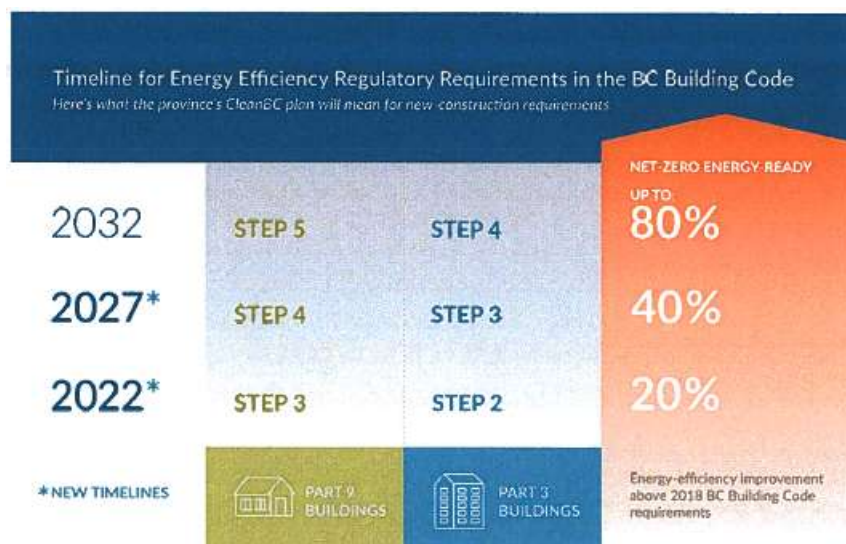 Timeline for Energy Efficiency Regulatory Requirements in the BC Building Code
Here's what the province's CleanBC plan will mean for new-construction requirements
NET-ZERO ENERGY-READY
2032
STEP 5
STEP 4
UP TO
80%
2027*
STEP 4
STEP 3
40%
2022*
STEP 3
STEP 2
20%
*NEW TIMELINES
PART 9
BUILDINGS
PART 3
BUILDINGS
Energy-efficiency improvement
above 2018 BC Building Code
requirements